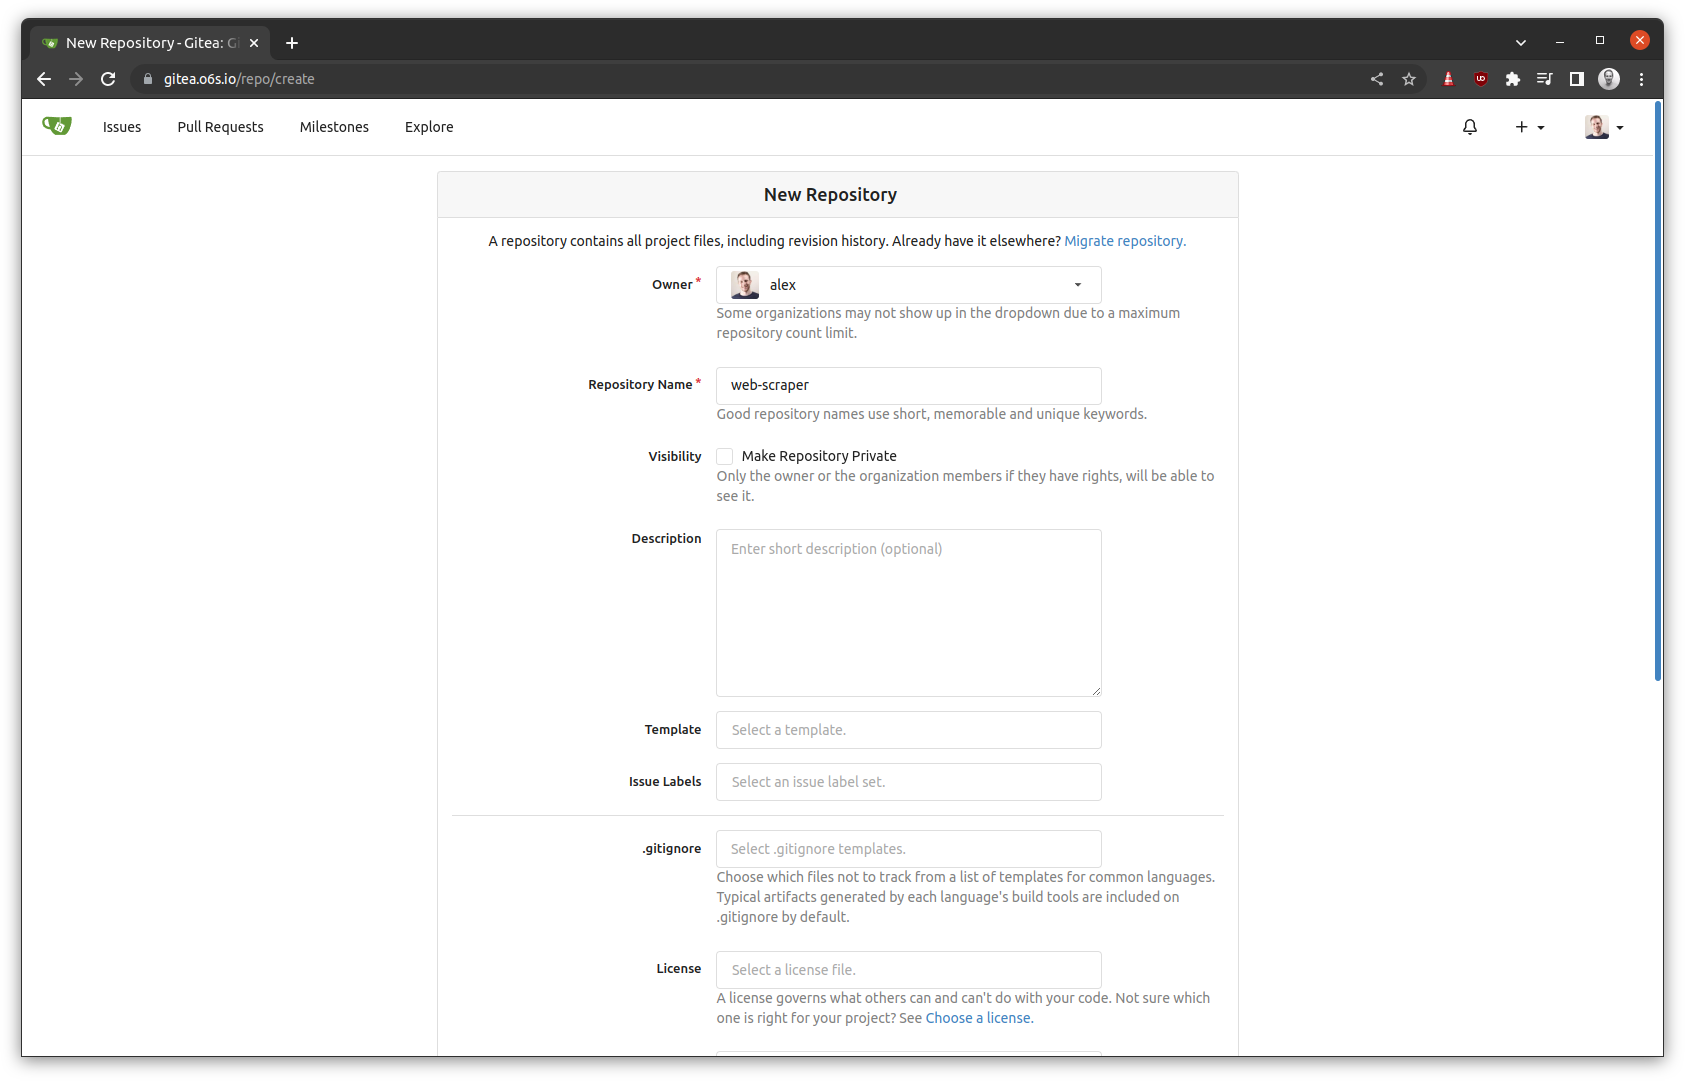 New Repository - Gitea: Gi
gitea.o6s.io/repo/create
Issues
Pull Requests
Milestones
Explore
New Repository
A repository contains all project files, including revision history. Already have it elsewhere? Migrate repository.
Owner*
alex
Some organizations may not show up in the dropdown due to a maximum
repository count limit.
Repository Name*
web-scraper
Good repository names use short, memorable and unique keywords.
Visibility
Make Repository Private
Only the owner or the organization members if they have rights, will be able to
see it.
Description
Enter short description (optional)
Template
Select a template.
Issue Labels
Select an issue label set.
.gitignore
Select .gitignore templates.
Choose which files not to track from a list of templates for common languages.
Typical artifacts generated by each language's build tools are included on
.gitignore by default.
License
Select a license file.
A license governs what others can and can't do with your code. Not sure which
one is right for your project? See Choose a license.